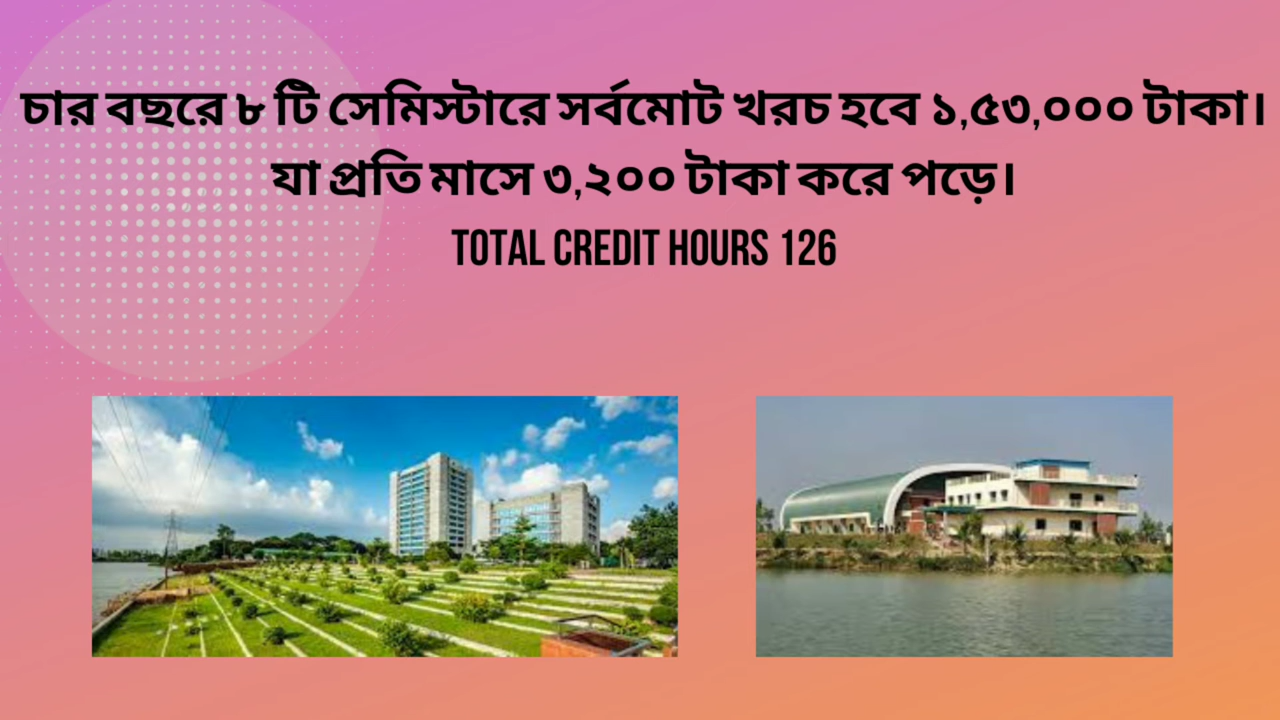 চার বছরে ৮ টি সেমিস্টারে সর্বমোট খরচ হবে ১,৫৩,০০০ টাকা।
যা প্রতি মাসে ৩,২০০ টাকা করে পড়ে।
TOTAL CREDIT HOURS 126